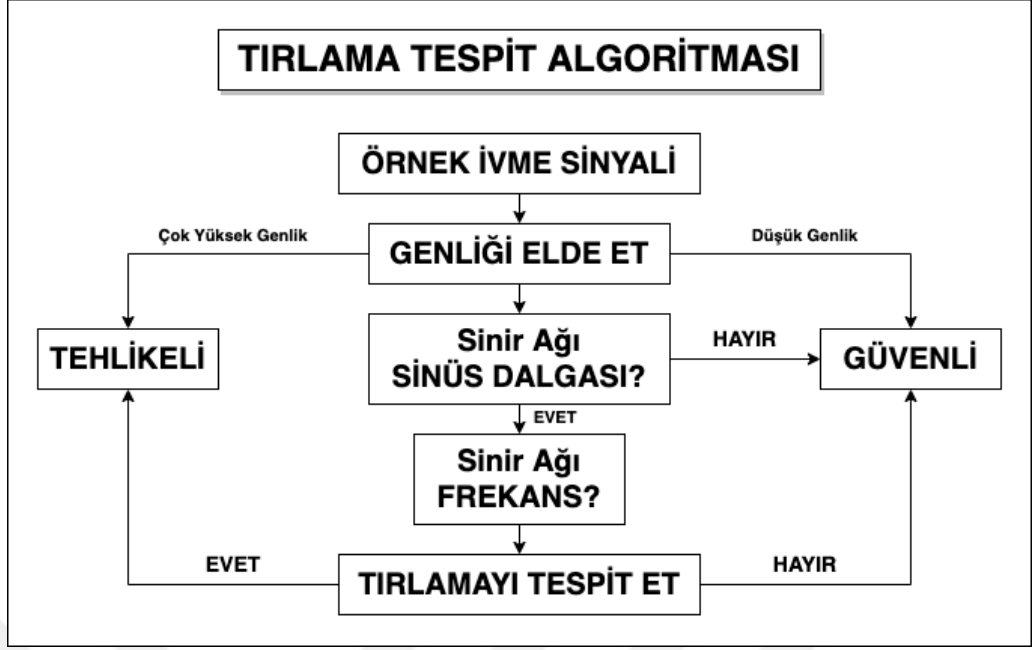 TIRLAMA TESPİT ALGORİTMASI
ÖRNEK İVME SİNYALİ
Çok Yüksek Genlik
GENLİĞİ ELDE ET
Düşük Genlik
TEHLİKELİ
Sinir Ağı
SİNÜS DALGASI?
HAYIR
GÜVENLİ
EVET
Sinir Ağı
FREKANS?
EVET
TIRLAMAYI TESPİT ET
HAYIR